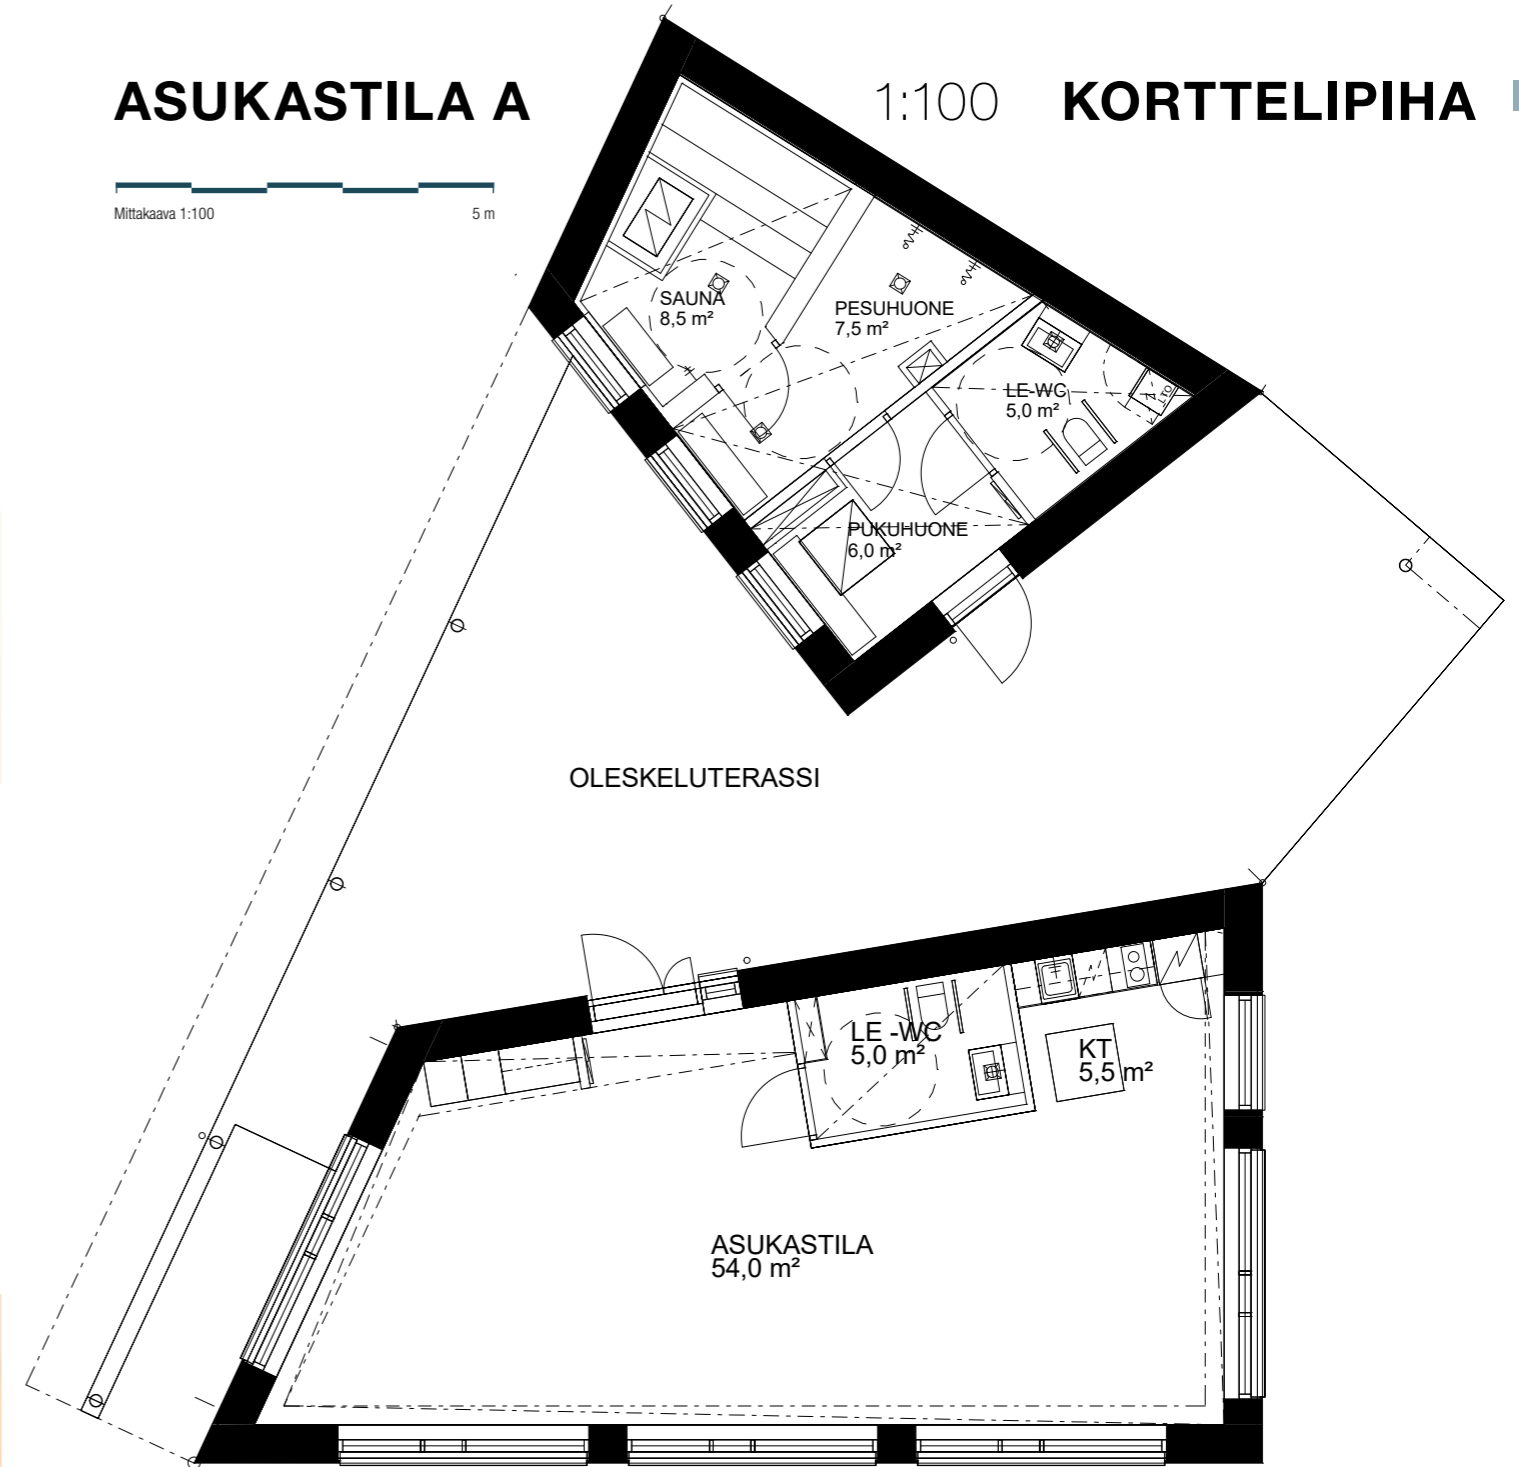 ASUKASTILA A
1:100
KORTTELIPIHA
Mittakaava 1:100
5 m
SAUNA
8,5 m²
PESUHUONE
7,5 m²
LE-WC
5,0 m²
PUKUHUONE
6,0 m²
OLESKELUTERASSI
LE -WC
5,0 m²
KT
5,5 m²
ASUKASTILA
54,0 m²